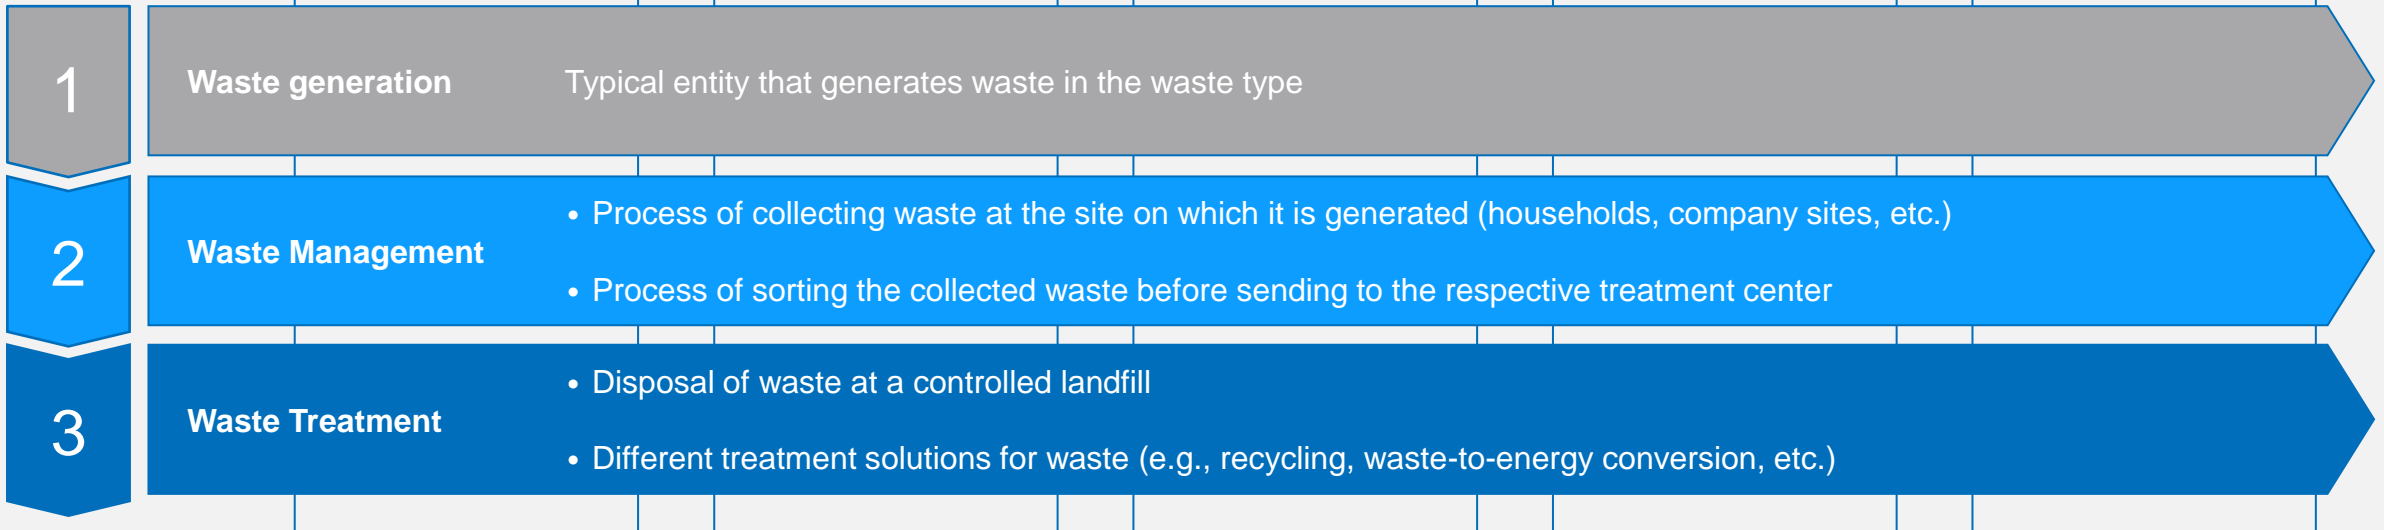 1
Waste generation
Typical entity that generates waste in the waste type
2
Waste Management
• Process of collecting waste at the site on which it is generated (households, company sites, etc.)
• Process of sorting the collected waste before sending to the respective treatment center
3
Waste Treatment
• Disposal of waste at a controlled landfill
• Different treatment solutions for waste (e.g., recycling, waste-to-energy conversion, etc.)